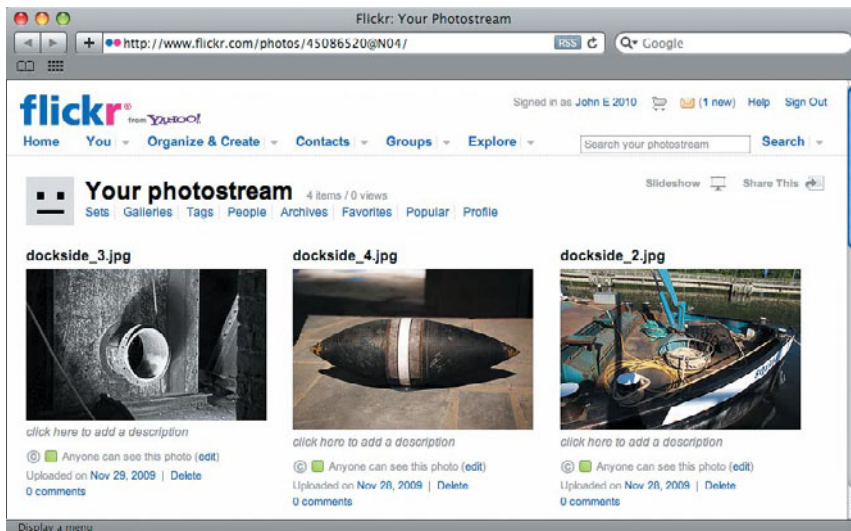 Flickr: Your Photostream
http://www.flickr.com/photos/45086520@N04/ RSS Google
flickr from YAHOO!
Signed in as John E 2010 (1 new) Help Sign Out
Home You Organize & Create Contacts Groups Explore Search your photostream Search
Your photostream 4 items / 0 views Slideshow Share This
Sets Galleries Tags People Archives Favorites Popular Profile
dockside_3.jpg dockside_4.jpg dockside_2.jpg
click here to add a description click here to add a description click here to add a description
© Anyone can see this photo (edit) © Anyone can see this photo (edit) © Anyone can see this photo (edit)
Uploaded on Nov 29, 2009 | Delete Uploaded on Nov 28, 2009 | Delete Uploaded on Nov 28, 2009 | Delete
0 comments 0 comments 0 comments
Display a menu